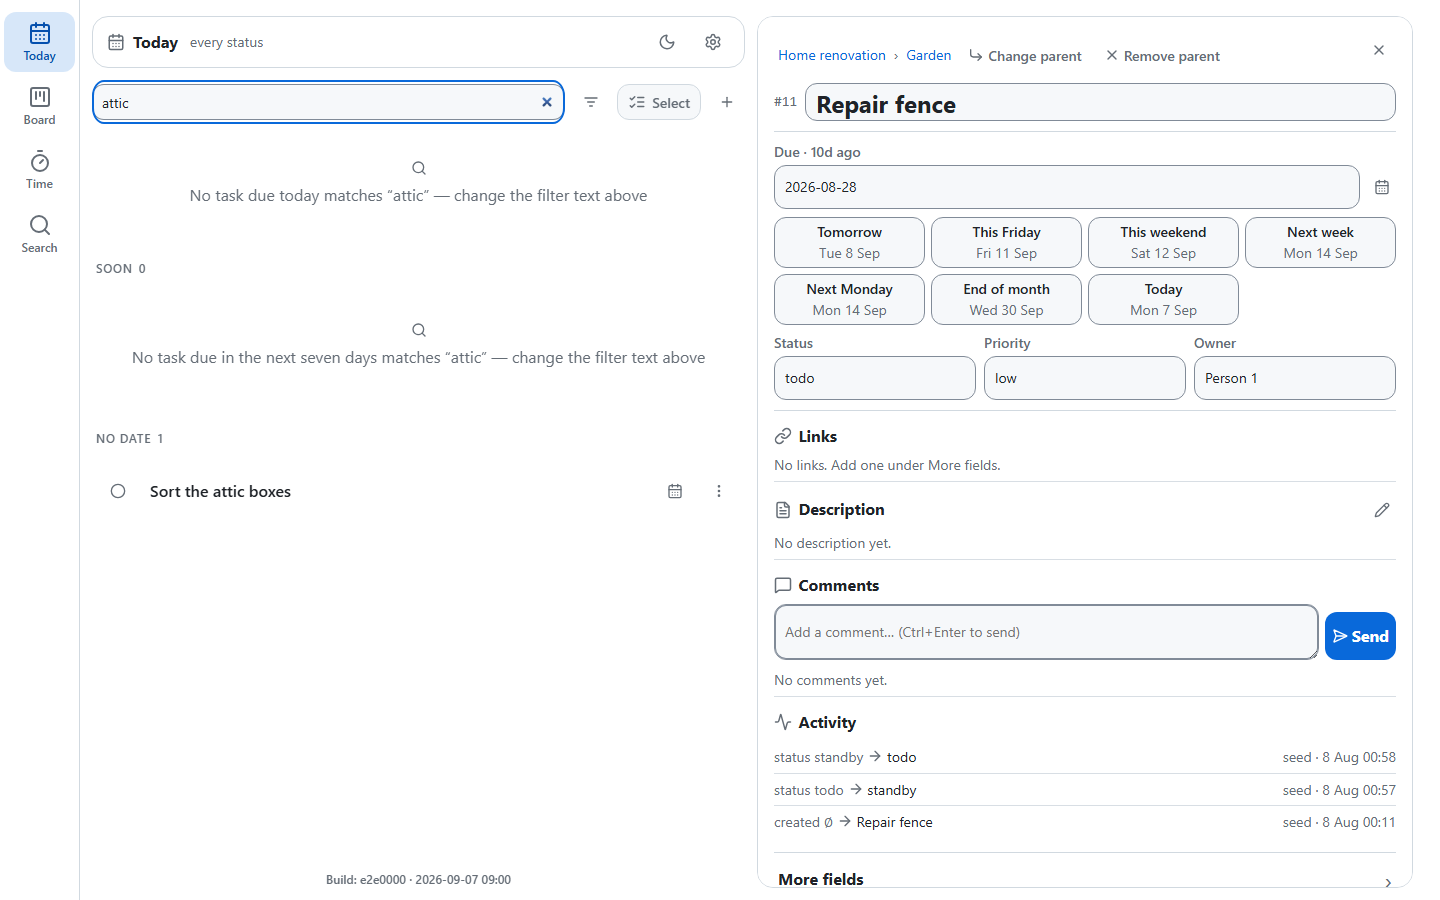 Today
Board
Time
Search
Today every status
attic
Select
No task due today matches “attic” — change the filter text above
SOON 0
No task due in the next seven days matches “attic” — change the filter text above
NO DATE 1
Sort the attic boxes
Build: e2e0000 · 2026-09-07 09:00
Home renovation › Garden Change parent Remove parent
#11 Repair fence
Due · 10d ago
2026-08-28
Tomorrow This Friday This weekend Next week
Tue 8 Sep Fri 11 Sep Sat 12 Sep Mon 14 Sep
Next Monday End of month Today
Mon 14 Sep Wed 30 Sep Mon 7 Sep
Status Priority Owner
todo low Person 1
Links
No links. Add one under More fields.
Description
No description yet.
Comments
Add a comment... (Ctrl+Enter to send)
Send
No comments yet.
Activity
status standby → todo seed · 8 Aug 00:58
status todo → standby seed · 8 Aug 00:57
created ∅ → Repair fence seed · 8 Aug 00:11
More fields